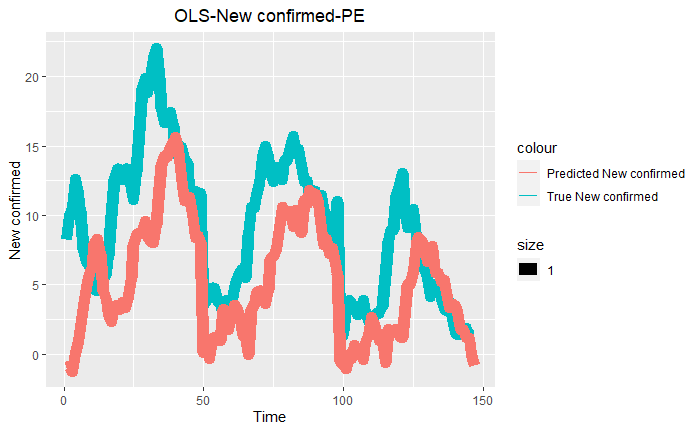 OLS-New confirmed-PE
20
15
10
5
0
New confirmed
0
50
100
150
Time
colour
Predicted New confirmed
True New confirmed
size
1